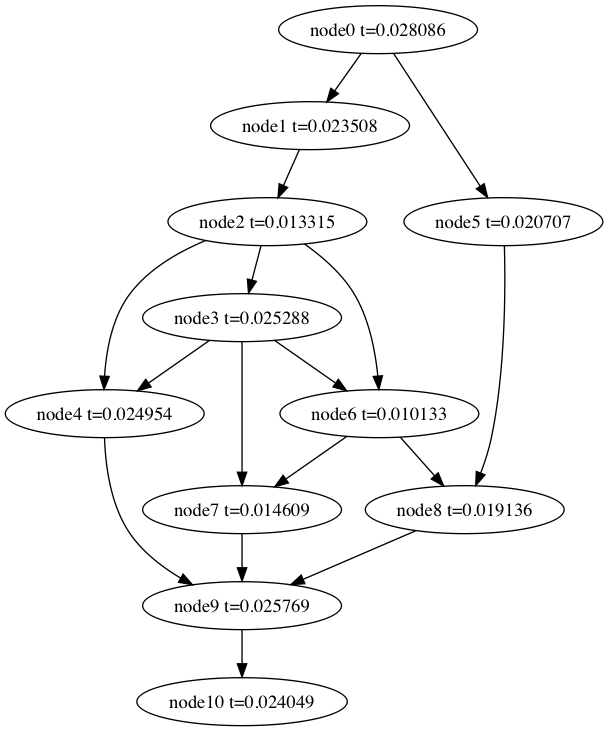 node0 t=0.028086
node1 t=0.023508
node2 t=0.013315
node5 t=0.020707
node3 t=0.025288
node4 t=0.024954
node6 t=0.010133
node7 t=0.014609
node8 t=0.019136
node9 t=0.025769
node10 t=0.024049